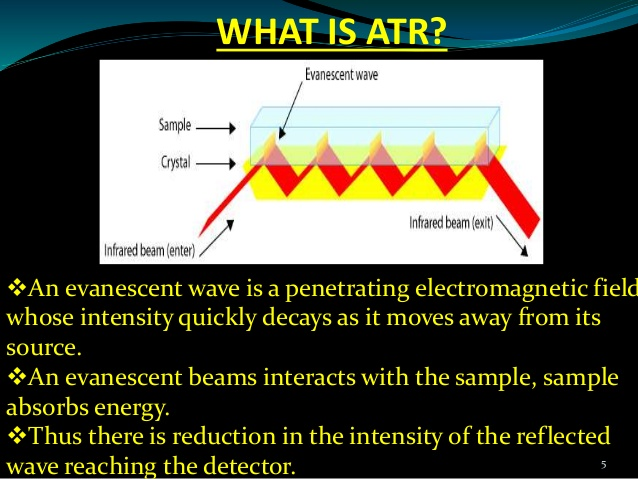 WHAT IS ATR?
Evanescent wave
Sample
Crystal
Infrared beam (enter)
Infrared beam (exit)
❖An evanescent wave is a penetrating electromagnetic field
whose intensity quickly decays as it moves away from its
source.
❖An evanescent beams interacts with the sample, sample
absorbs energy.
❖Thus there is reduction in the intensity of the reflected
wave reaching the detector.
5